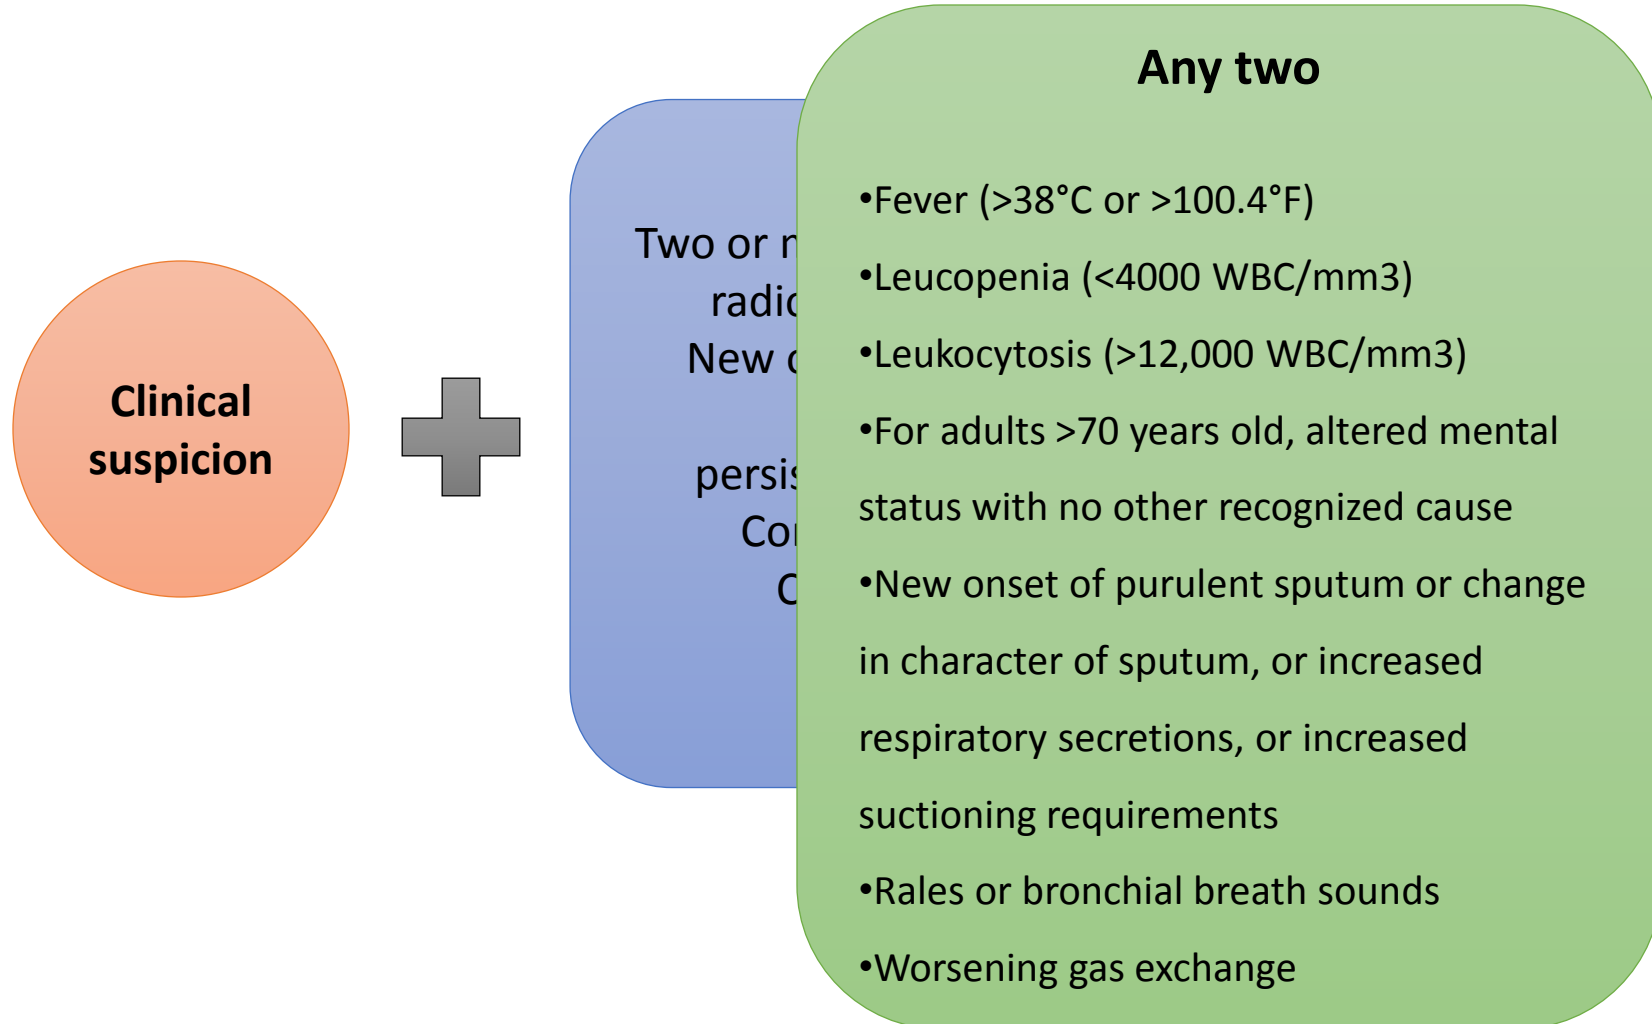 Clinical
suspicion
Two or
New
Any two
•Fever (>38°C or >100.4°F)
•Leucopenia (<4000 WBC/mm3)
•Leukocytosis (>12,000 WBC/mm3)
•For adults >70 years old, altered mental
status with no other recognized cause
•New onset of purulent sputum or change
in character of sputum, or increased
respiratory secretions, or increased
suctioning requirements
•Rales or bronchial breath sounds
•Worsening gas exchange